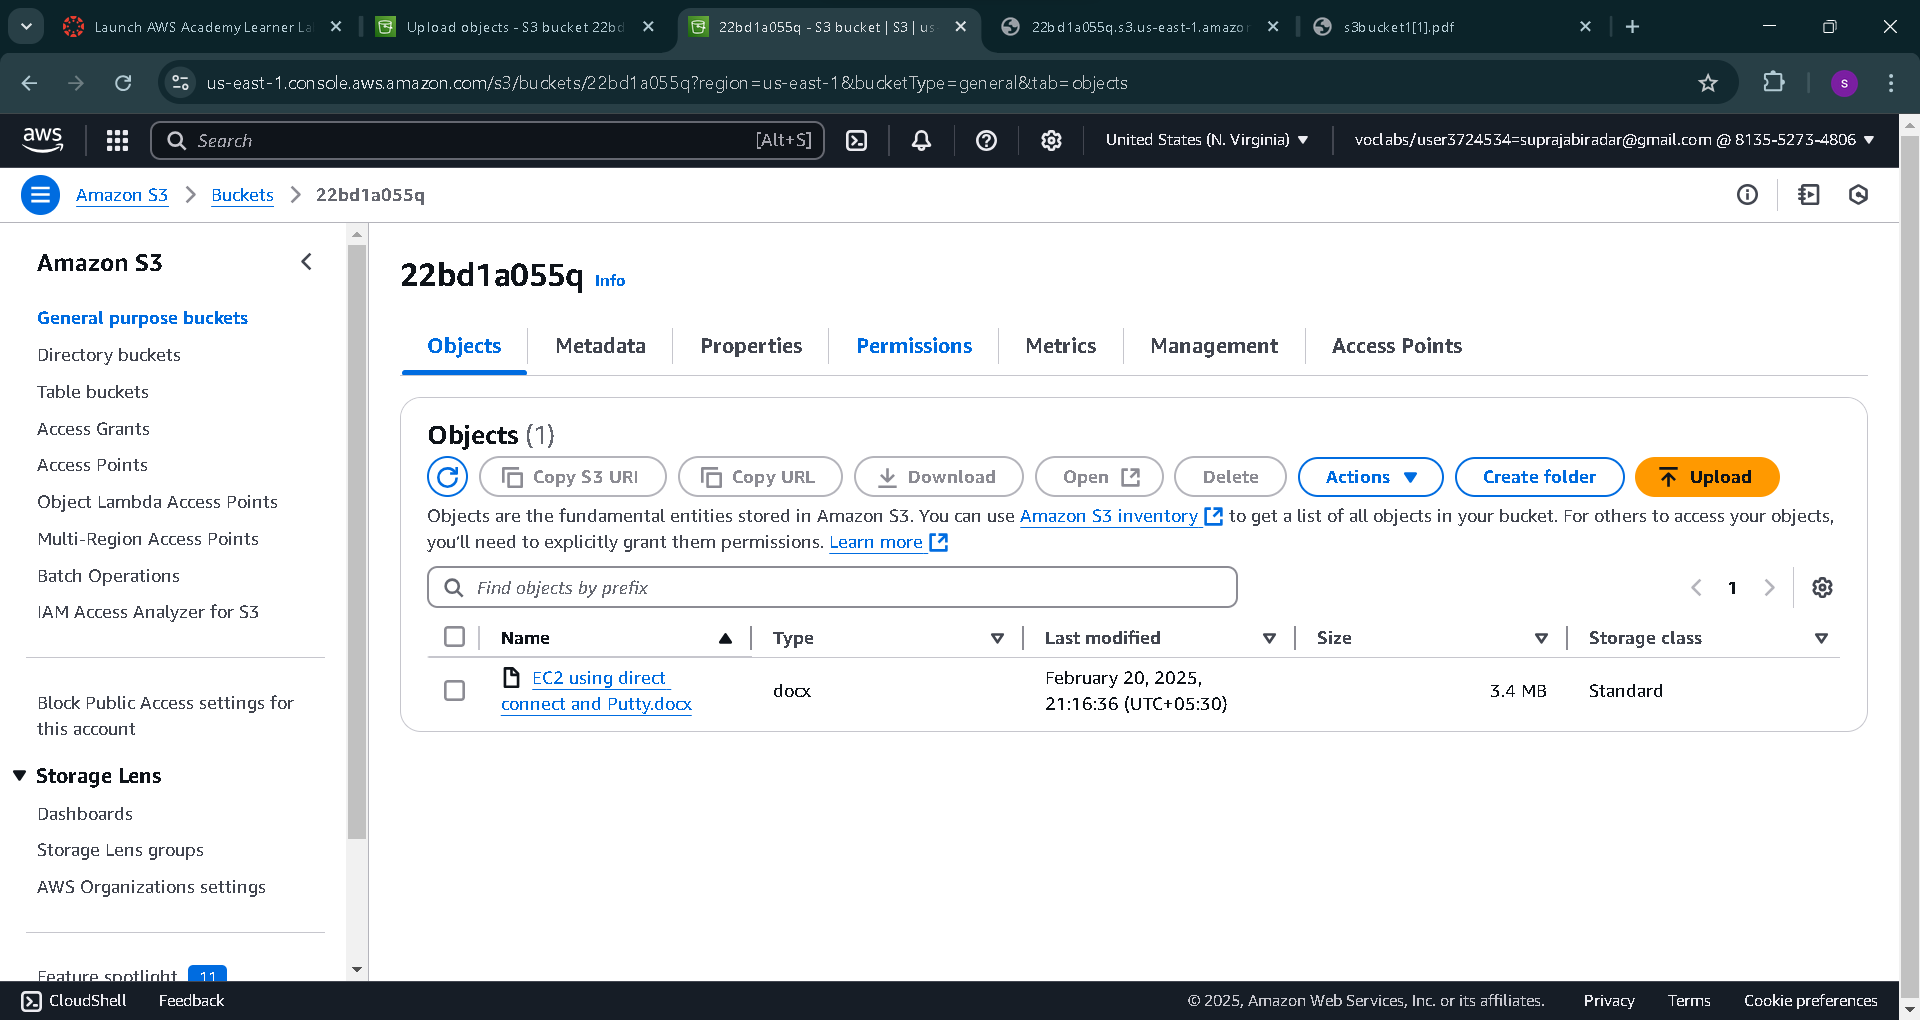 Launch AWS Academy Learner La
Upload objects - S3 bucket 22bd
22bd1a055q - S3 bucket | S3 | us
22bd1a055q.s3.us-east-1.amazon
s3bucket1[1].pdf
us-east-1.console.aws.amazon.com/s3/buckets/22bd1a055q?region=us-east-1&bucketType=general&tab=objects
s
aws
Search
[Alt+S]
United States (N. Virginia)
voclabs/user3724534=suprajabiradar@gmail.com @ 8135-5273-4806
Amazon S3
Buckets
22bd1a055q
Amazon S3
General purpose buckets
Directory buckets
Table buckets
Access Grants
Access Points
Object Lambda Access Points
Multi-Region Access Points
Batch Operations
IAM Access Analyzer for S3
Block Public Access settings for
this account
Storage Lens
Dashboards
Storage Lens groups
AWS Organizations settings
Feature spotlight 11
22bd1a055q Info
Objects
Metadata
Properties
Permissions
Metrics
Management
Access Points
Objects (1)
Copy S3 URI
Copy URL
Download
Open
Delete
Actions
Create folder
Upload
Objects are the fundamental entities stored in Amazon S3. You can use Amazon S3 inventory to get a list of all objects in your bucket. For others to access your objects,
you'll need to explicitly grant them permissions. Learn more
Find objects by prefix
1
Name
Type
Last modified
Size
Storage class
EC2 using direct
connect and Putty.docx
docx
February 20, 2025,
21:16:36 (UTC+05:30)
3.4 MB
Standard
CloudShell
Feedback
© 2025, Amazon Web Services, Inc. or its affiliates.
Privacy
Terms
Cookie preferences